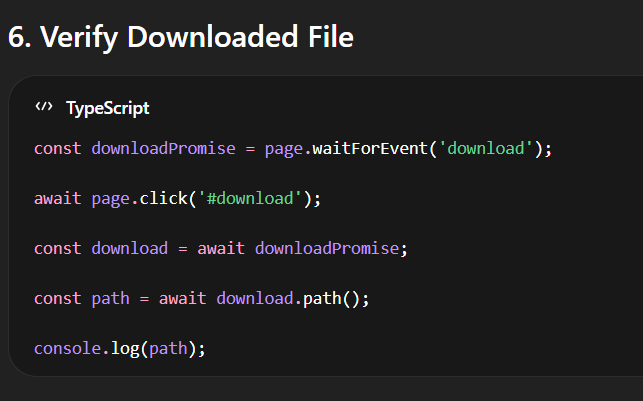 6. Verify Downloaded File
</> TypeScript
const downloadPromise = page.waitForEvent('download');
await page.click('#download');
const download = await downloadPromise;
const path = await download.path();
console.log(path);